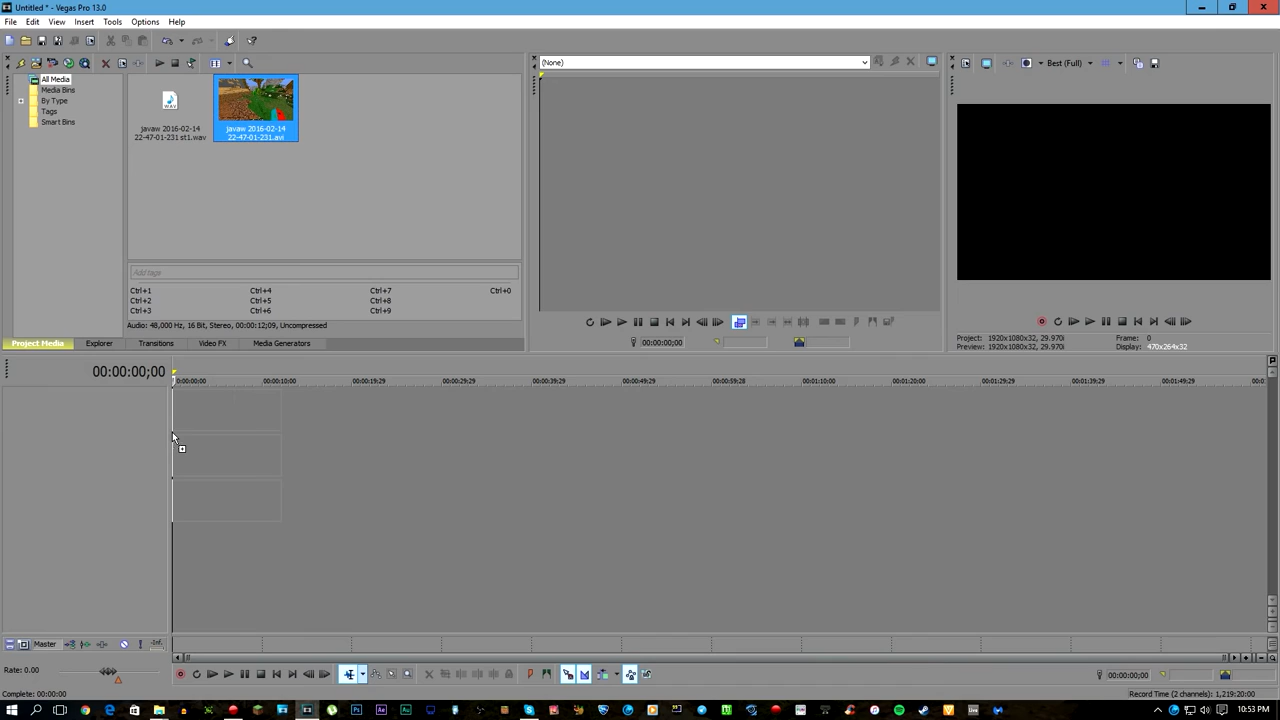 Untitled * - Vegas Pro 13.0
File Edit View Insert Tools Options Help
(None)
Best (Full)
All Media
Media Bins
By Type
Tags
Smart Bins
WAV
javaw 2016-02-14
22-47-01-231 st1.wav
javaw 2016-02-14
22-47-01-231.avi
Add tags
Ctrl+1 Ctrl+4 Ctrl+7 Ctrl+0
Ctrl+2 Ctrl+5 Ctrl+8
Ctrl+3 Ctrl+6 Ctrl+9
Audio: 48,000 Hz, 16 Bit, Stereo, 00:00:12;09, Uncompressed
Project Media Explorer Transitions Video FX Media Generators
00:00:00;00
Project: 1920x1080x32, 29.970i Frame: 0
Preview: 1920x1080x32, 29.970i Display: 470x264x32
00:00:00;00
0:00:00;00 00:00:10;00 00:00:19;29 00:00:29;29 00:00:39;29 00:00:49;29 00:00:59;28 00:01:10;00 00:01:20;00 00:01:29;29 00:01:39;29 00:01:49;29 00:0
Master -Inf.
Rate: 0.00
00:00:00;00
Complete: 00:00:00
Record Time (2 channels): 1,219:20:00
10:53 PM